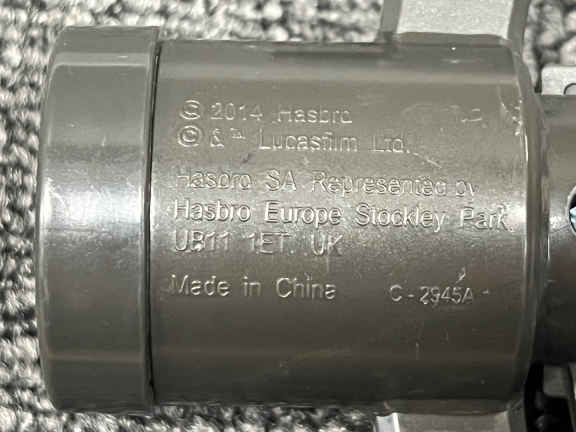 © 2014 Hasbro
© & ™ Lucasfilm Ltd.
Hasbro SA Represented by
Hasbro Europe Stockley Park
UB11 1ET UK
Made in China
C-2945A